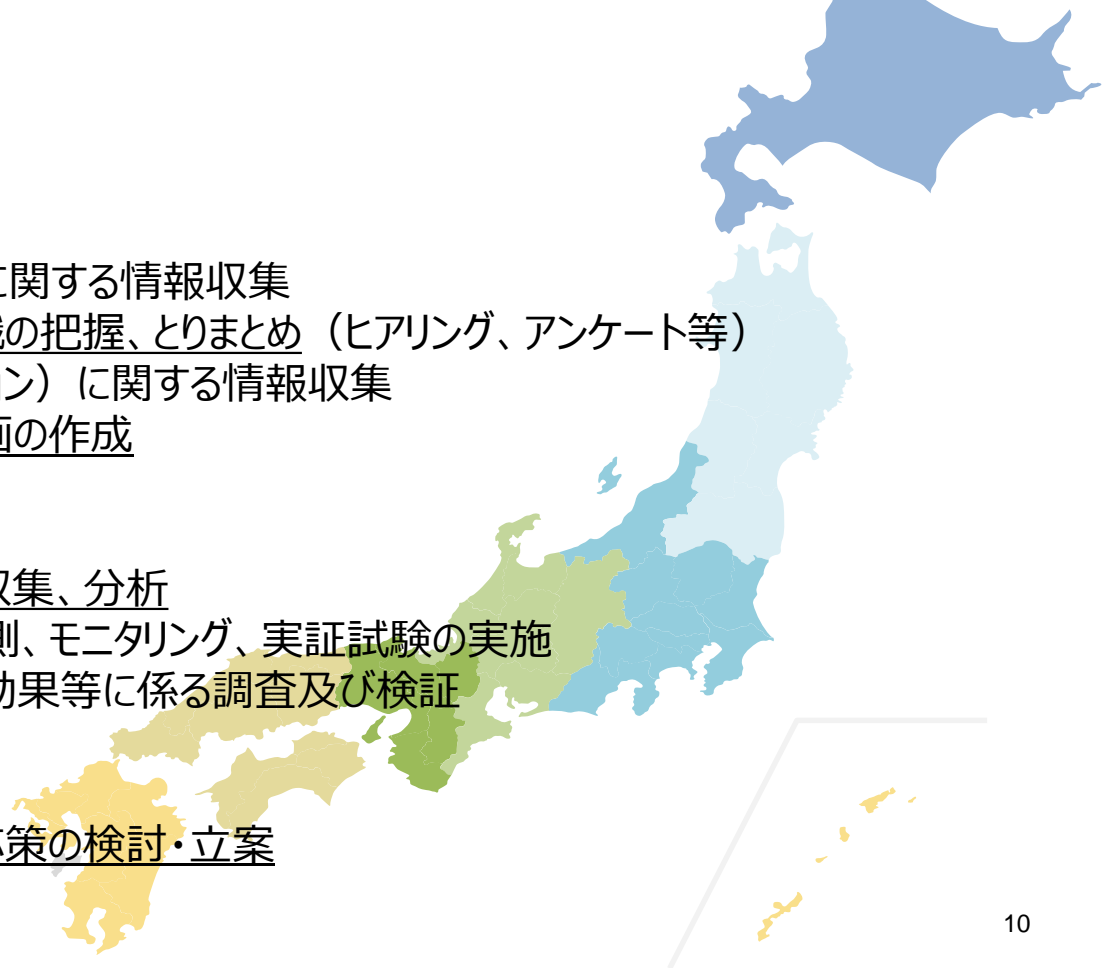 に関する情報収集
の把握、とりまとめ（ヒアリング、アンケート等）
ン）に関する情報収集
画の作成
収集、分析
測、モニタリング、実証試験の実施
効果等に係る調査及び検証
策の検討・立案
10